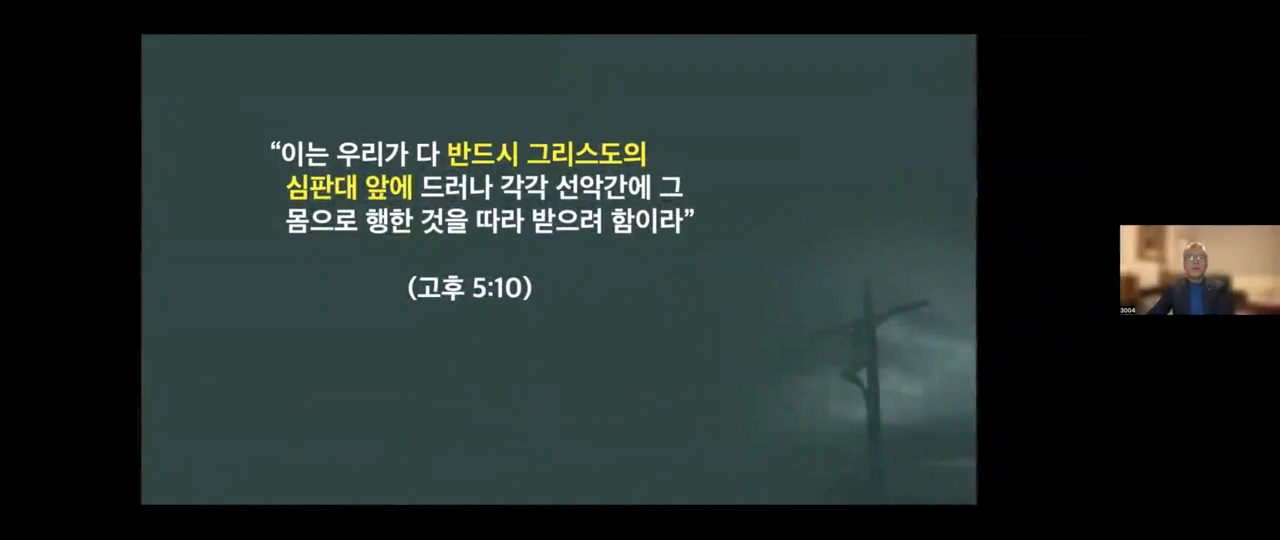 “이는 우리가 다 반드시 그리스도의
심판대 앞에 드러나 각각 선악간에 그
몸으로 행한 것을 따라 받으려 함이라”
(고후 5:10)
3004